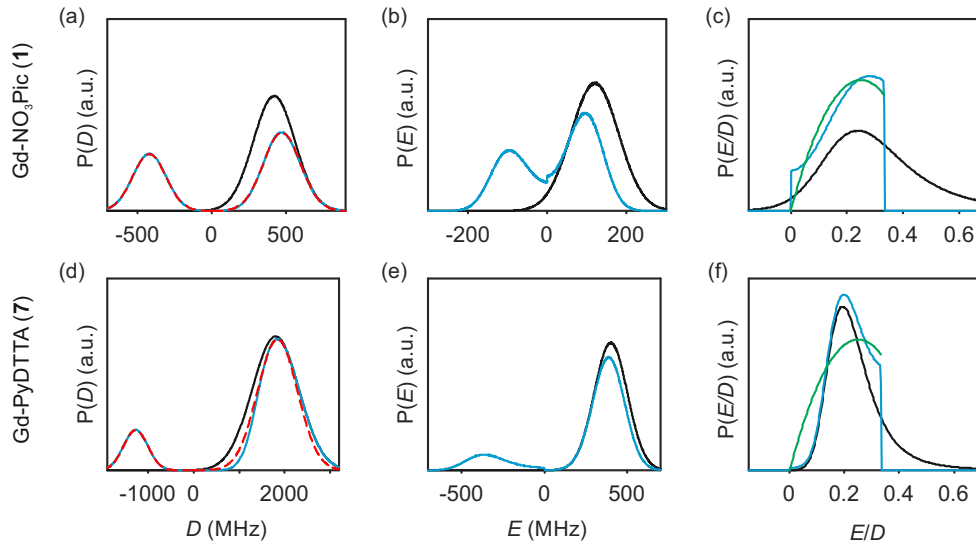 (a)
(b)
(c)
Gd-NO₃Pic (1)
P(D) (a.u.)
P(E) (a.u.)
P(E/D) (a.u.)
-500 0 500
-200 0 200
0 0.2 0.4 0.6
(d)
(e)
(f)
Gd-PyDTTA (7)
P(D) (a.u.)
P(E) (a.u.)
P(E/D) (a.u.)
-1000 0 2000
-500 0 500
0 0.2 0.4 0.6
D (MHz)
E (MHz)
E/D